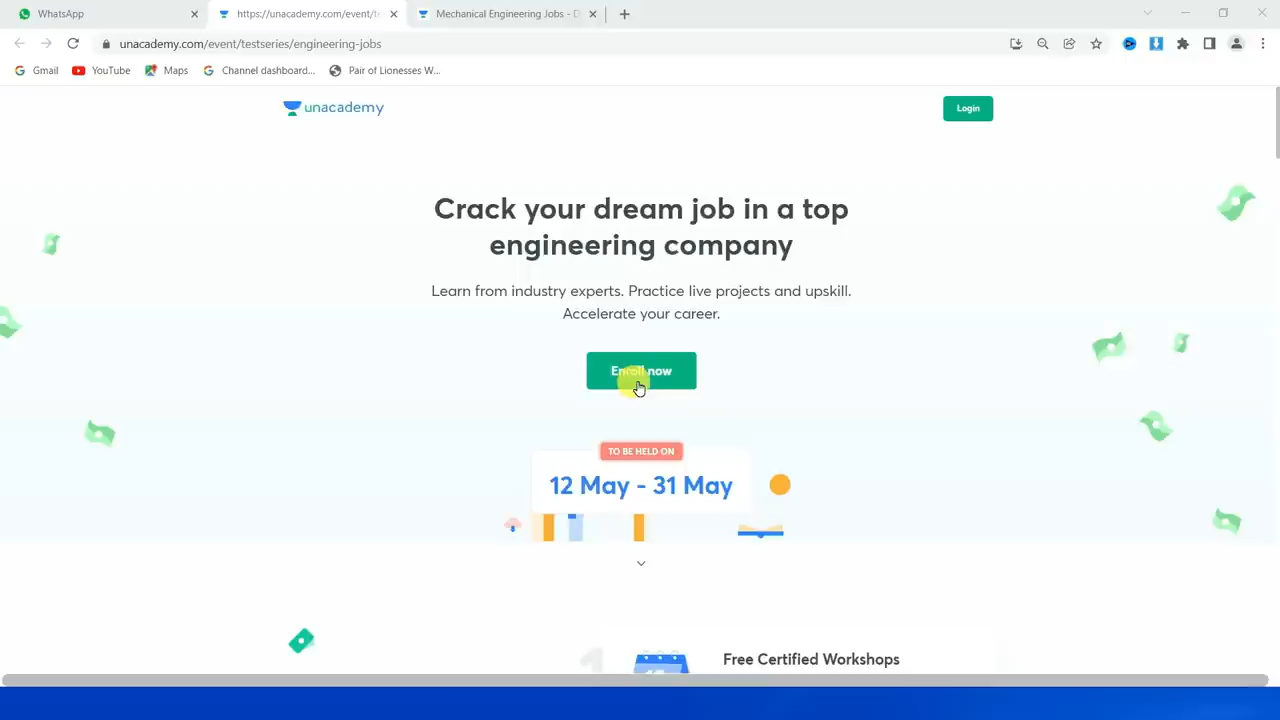 WhatsApp
https://unacademy.com/event/te
Mechanical Engineering Jobs - D
unacademy.com/event/testseries/engineering-jobs
Gmail
YouTube
Maps
Channel dashboard...
Pair of Lionesses W...
unacademy
Login
Crack your dream job in a top
engineering company
Learn from industry experts. Practice live projects and upskill.
Accelerate your career.
Enroll now
TO BE HELD ON
12 May - 31 May
1
Free Certified Workshops